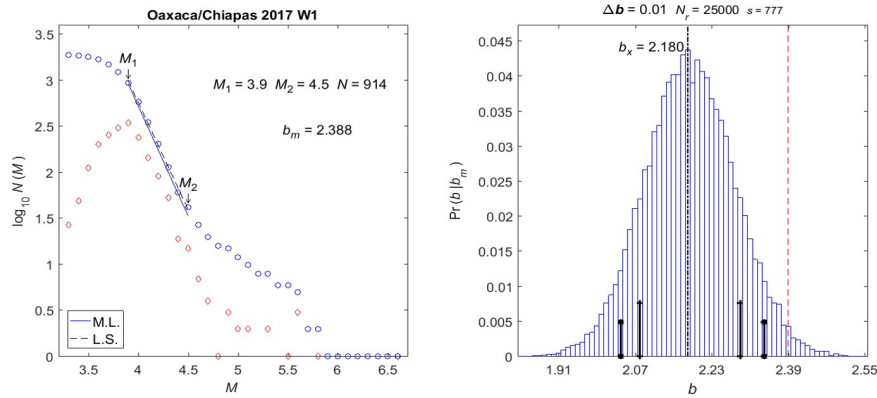 Oaxaca/Chiapas 2017 W1
3.5
3
2.5
2
1.5
1
0.5
0
log₁₀ N (M)
M₁
M₂
M₁ = 3.9 M₂ = 4.5 N = 914
bₘ = 2.388
M.L.
L.S.
3.5 4 4.5 5 5.5 6 6.5
M
Δb = 0.01 Nᵣ = 25000 s = 777
bₓ = 2.180
0.045
0.04
0.035
0.03
0.025
0.02
0.015
0.01
0.005
0
Pr (b |bₘ)
1.91 2.07 2.23 2.39 2.55
b